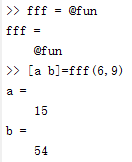 >> fff = @fun
fff =
@fun
>> [a b]=fff(6,9)
a =
15
b =
54